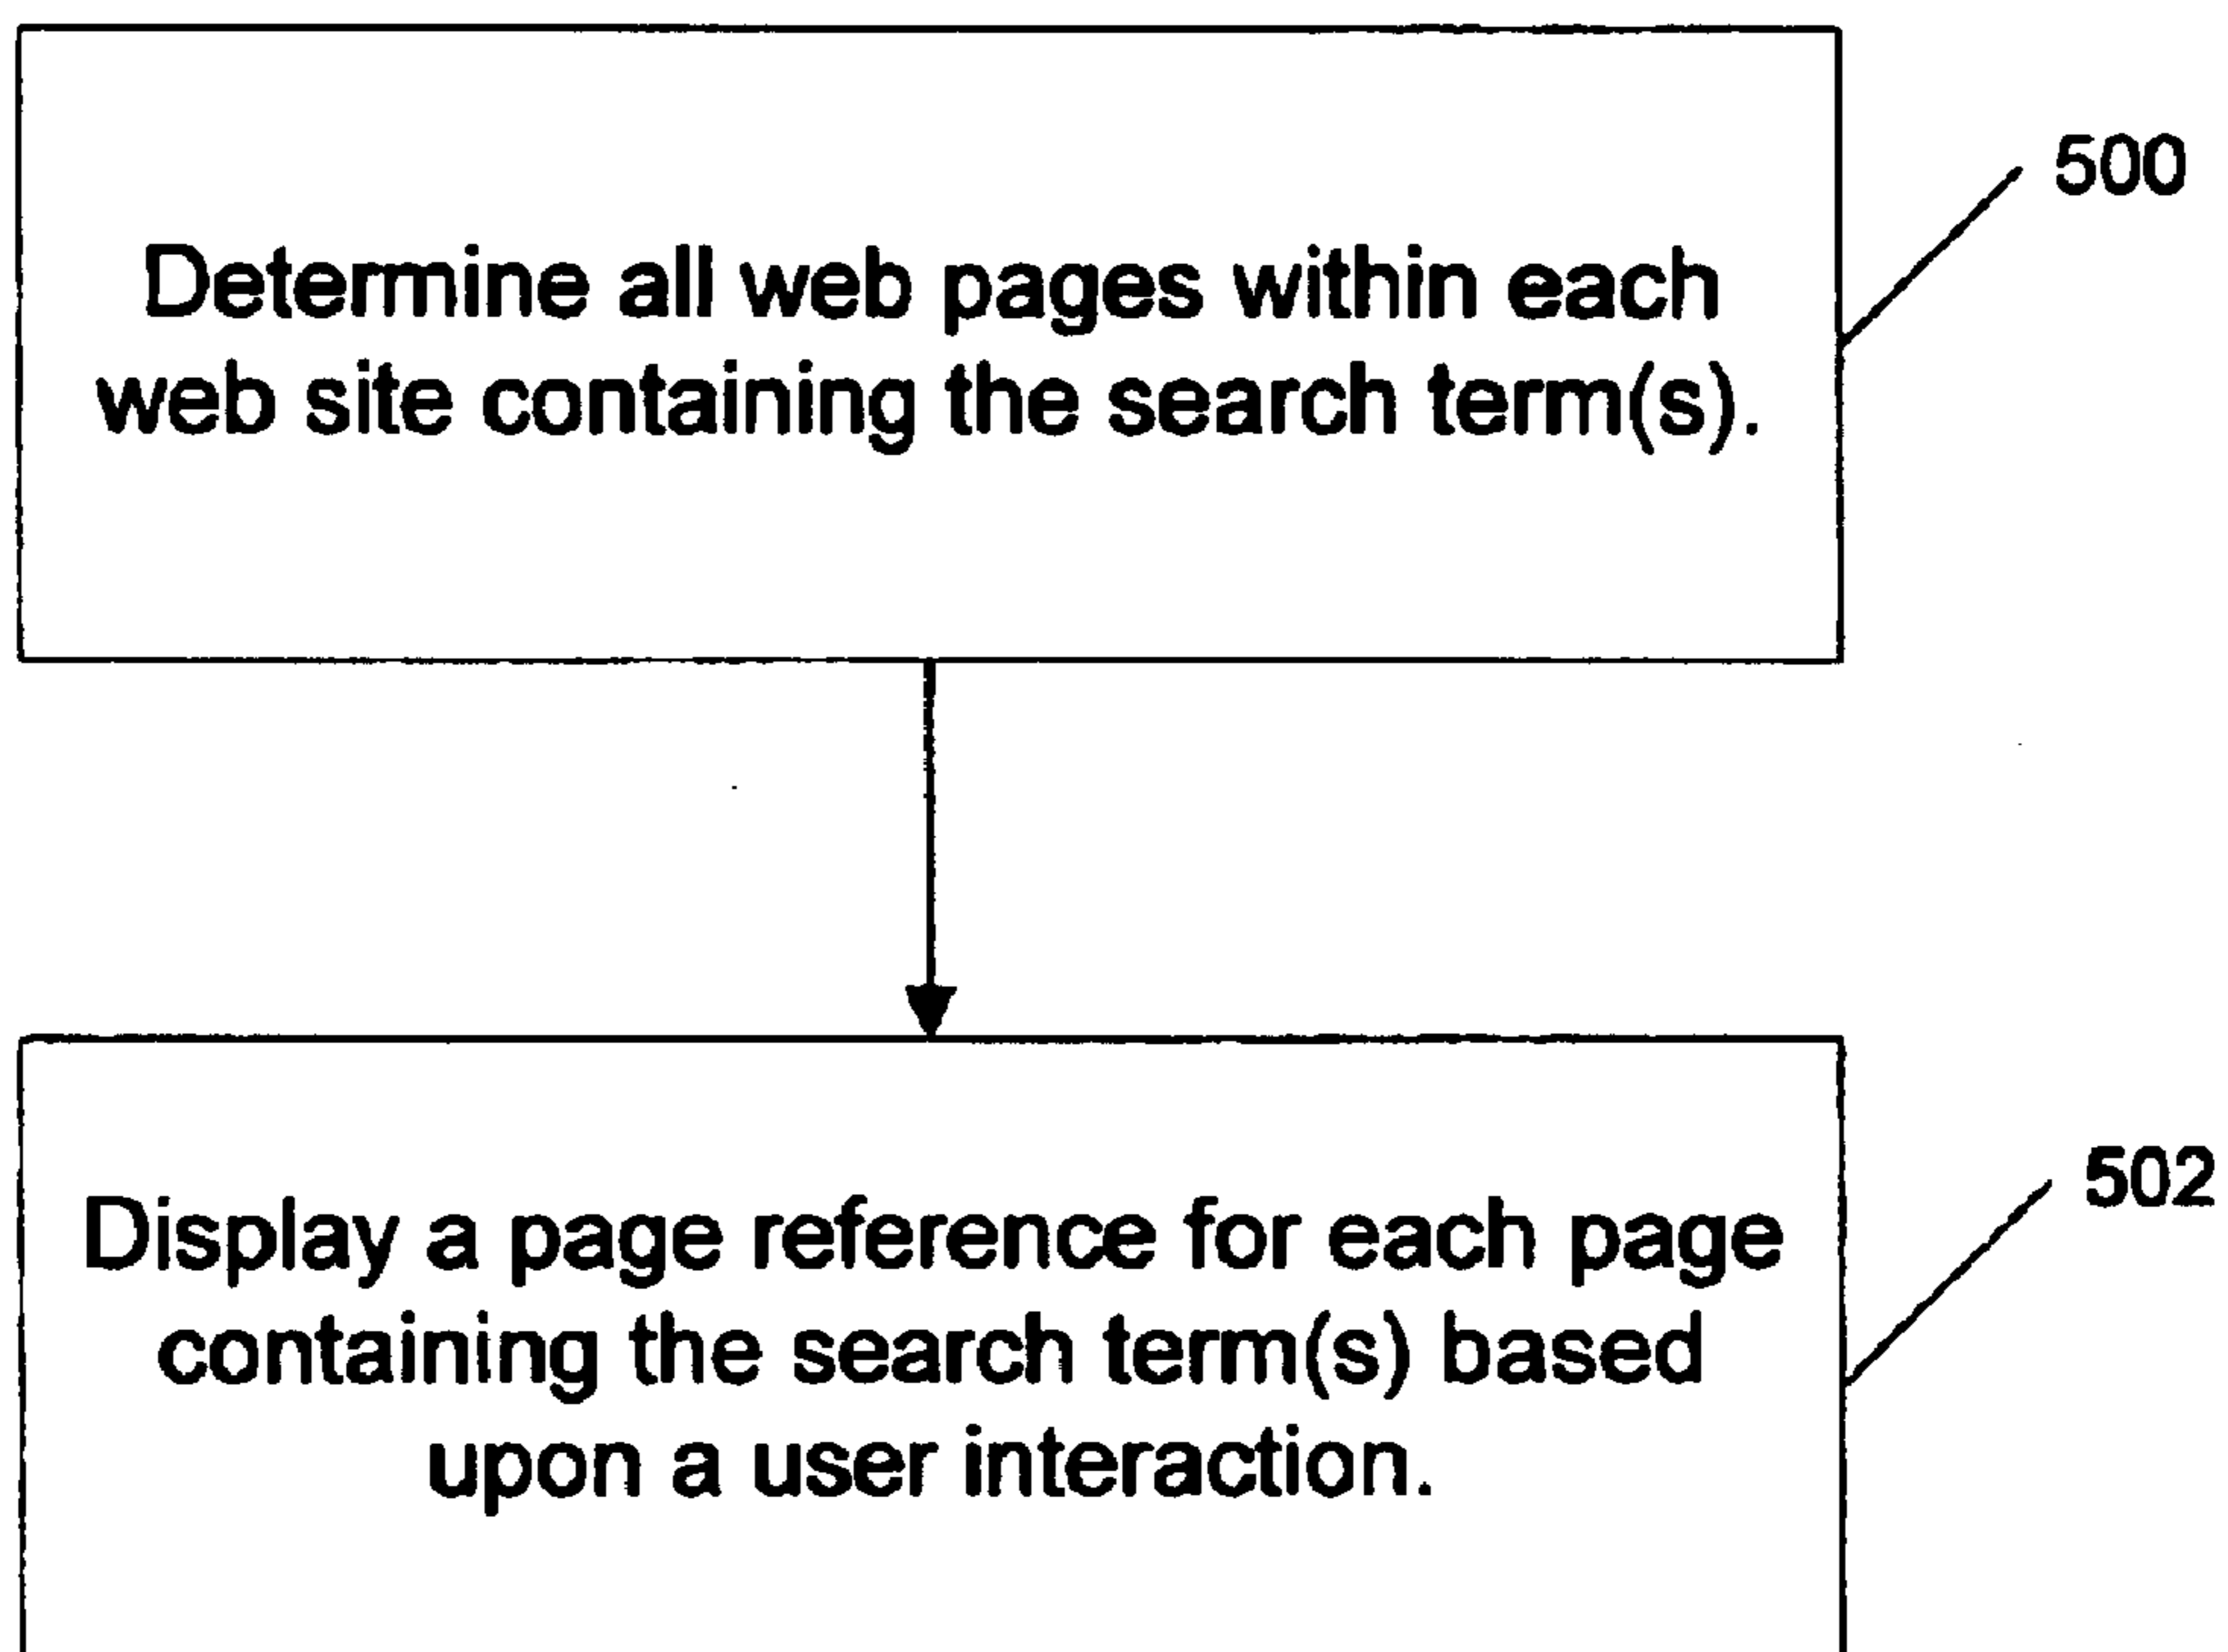 500
Determine all web pages within each
web site containing the search term(s).
502
Display a page reference for each page
containing the search term(s) based
upon a user interaction.